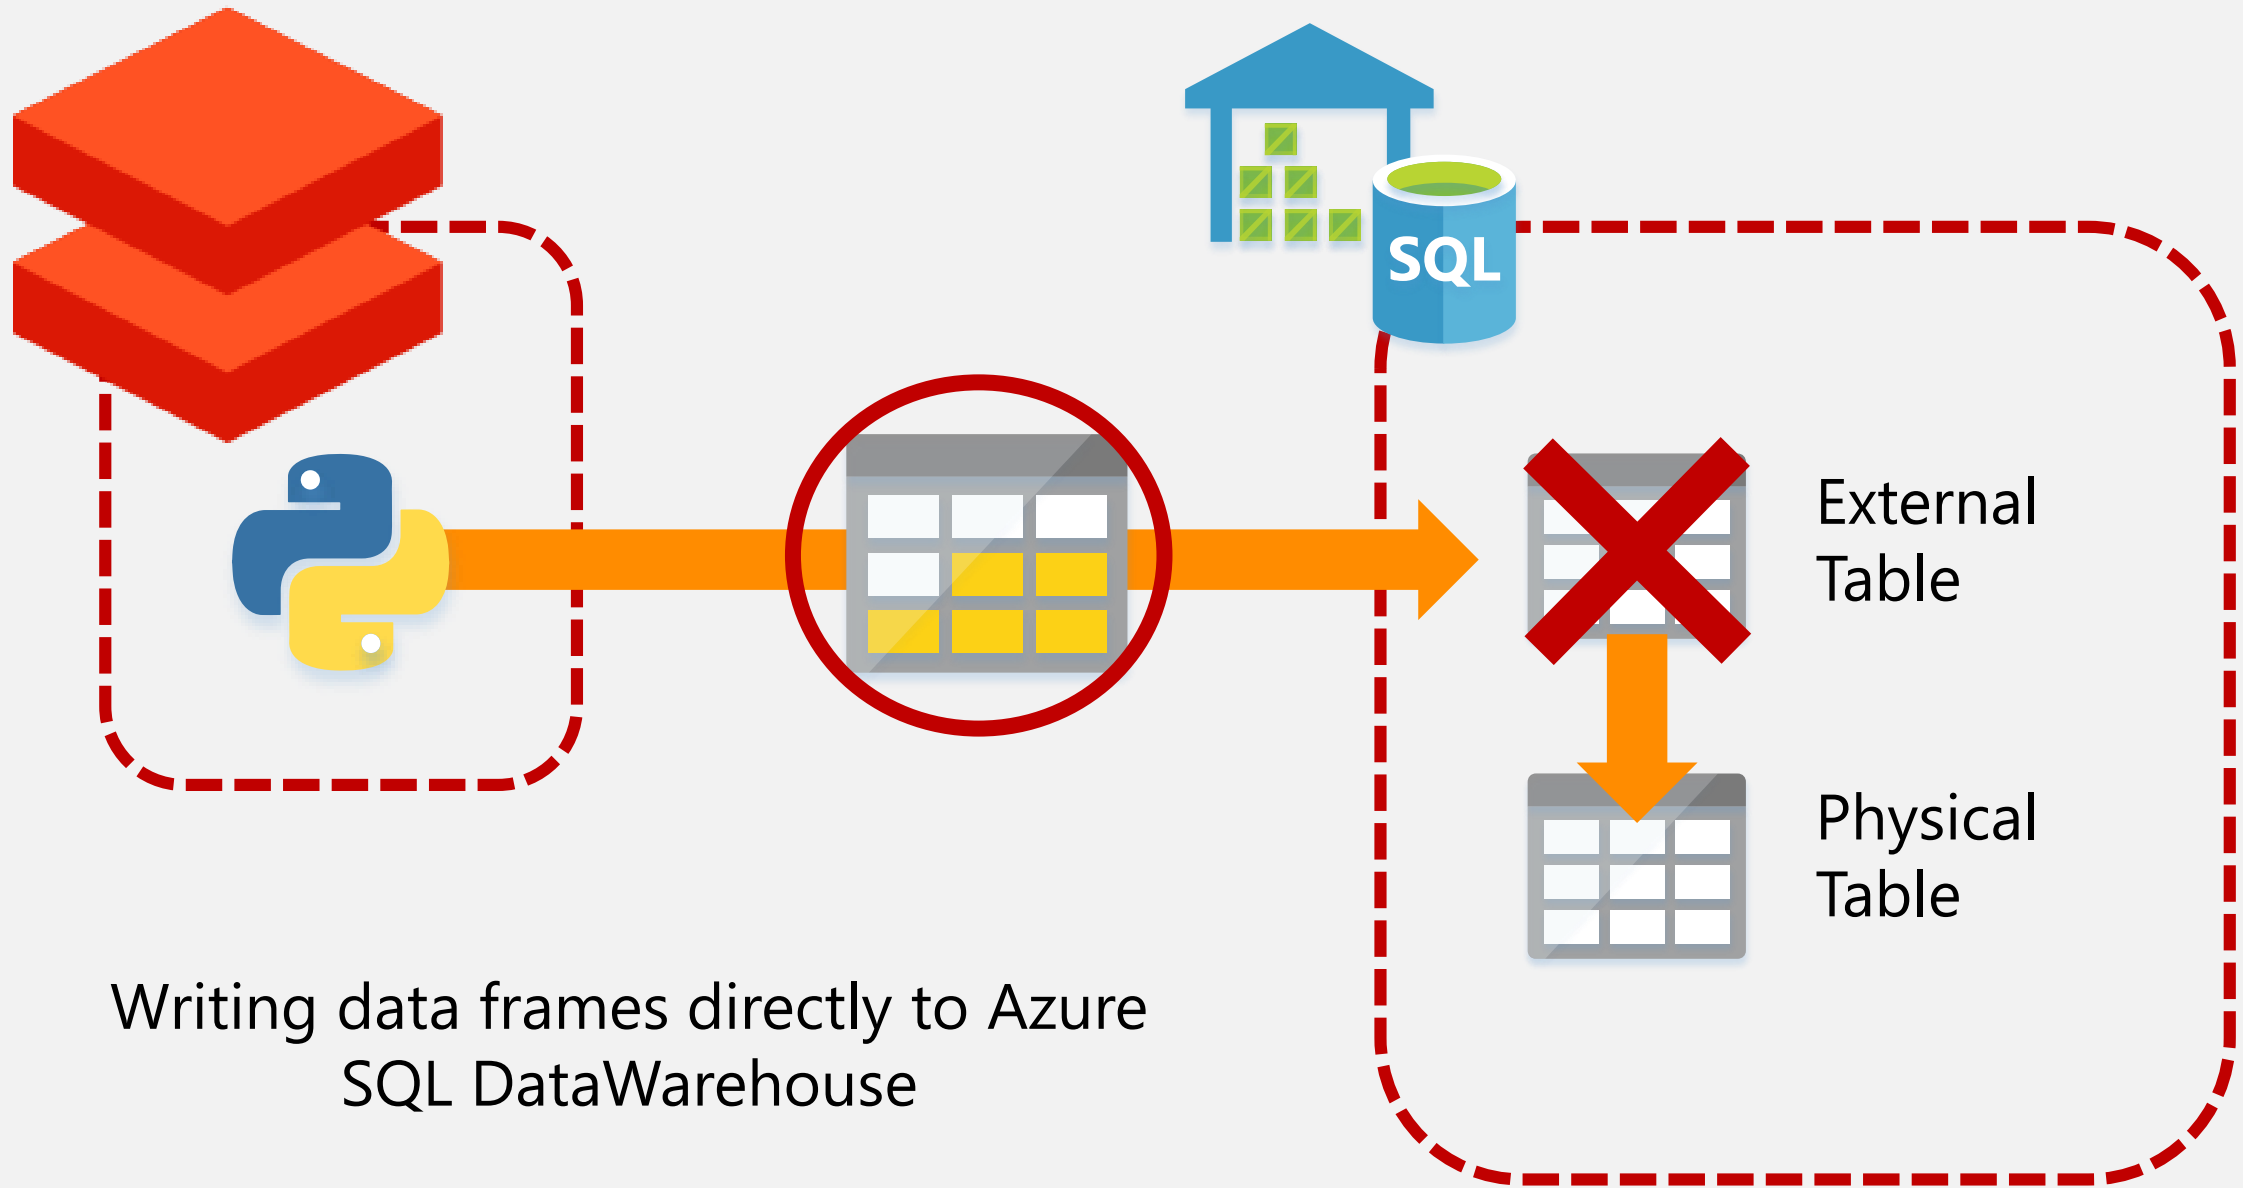 SQL
External
Table
Physical
Table
Writing data frames directly to Azure
SQL DataWarehouse